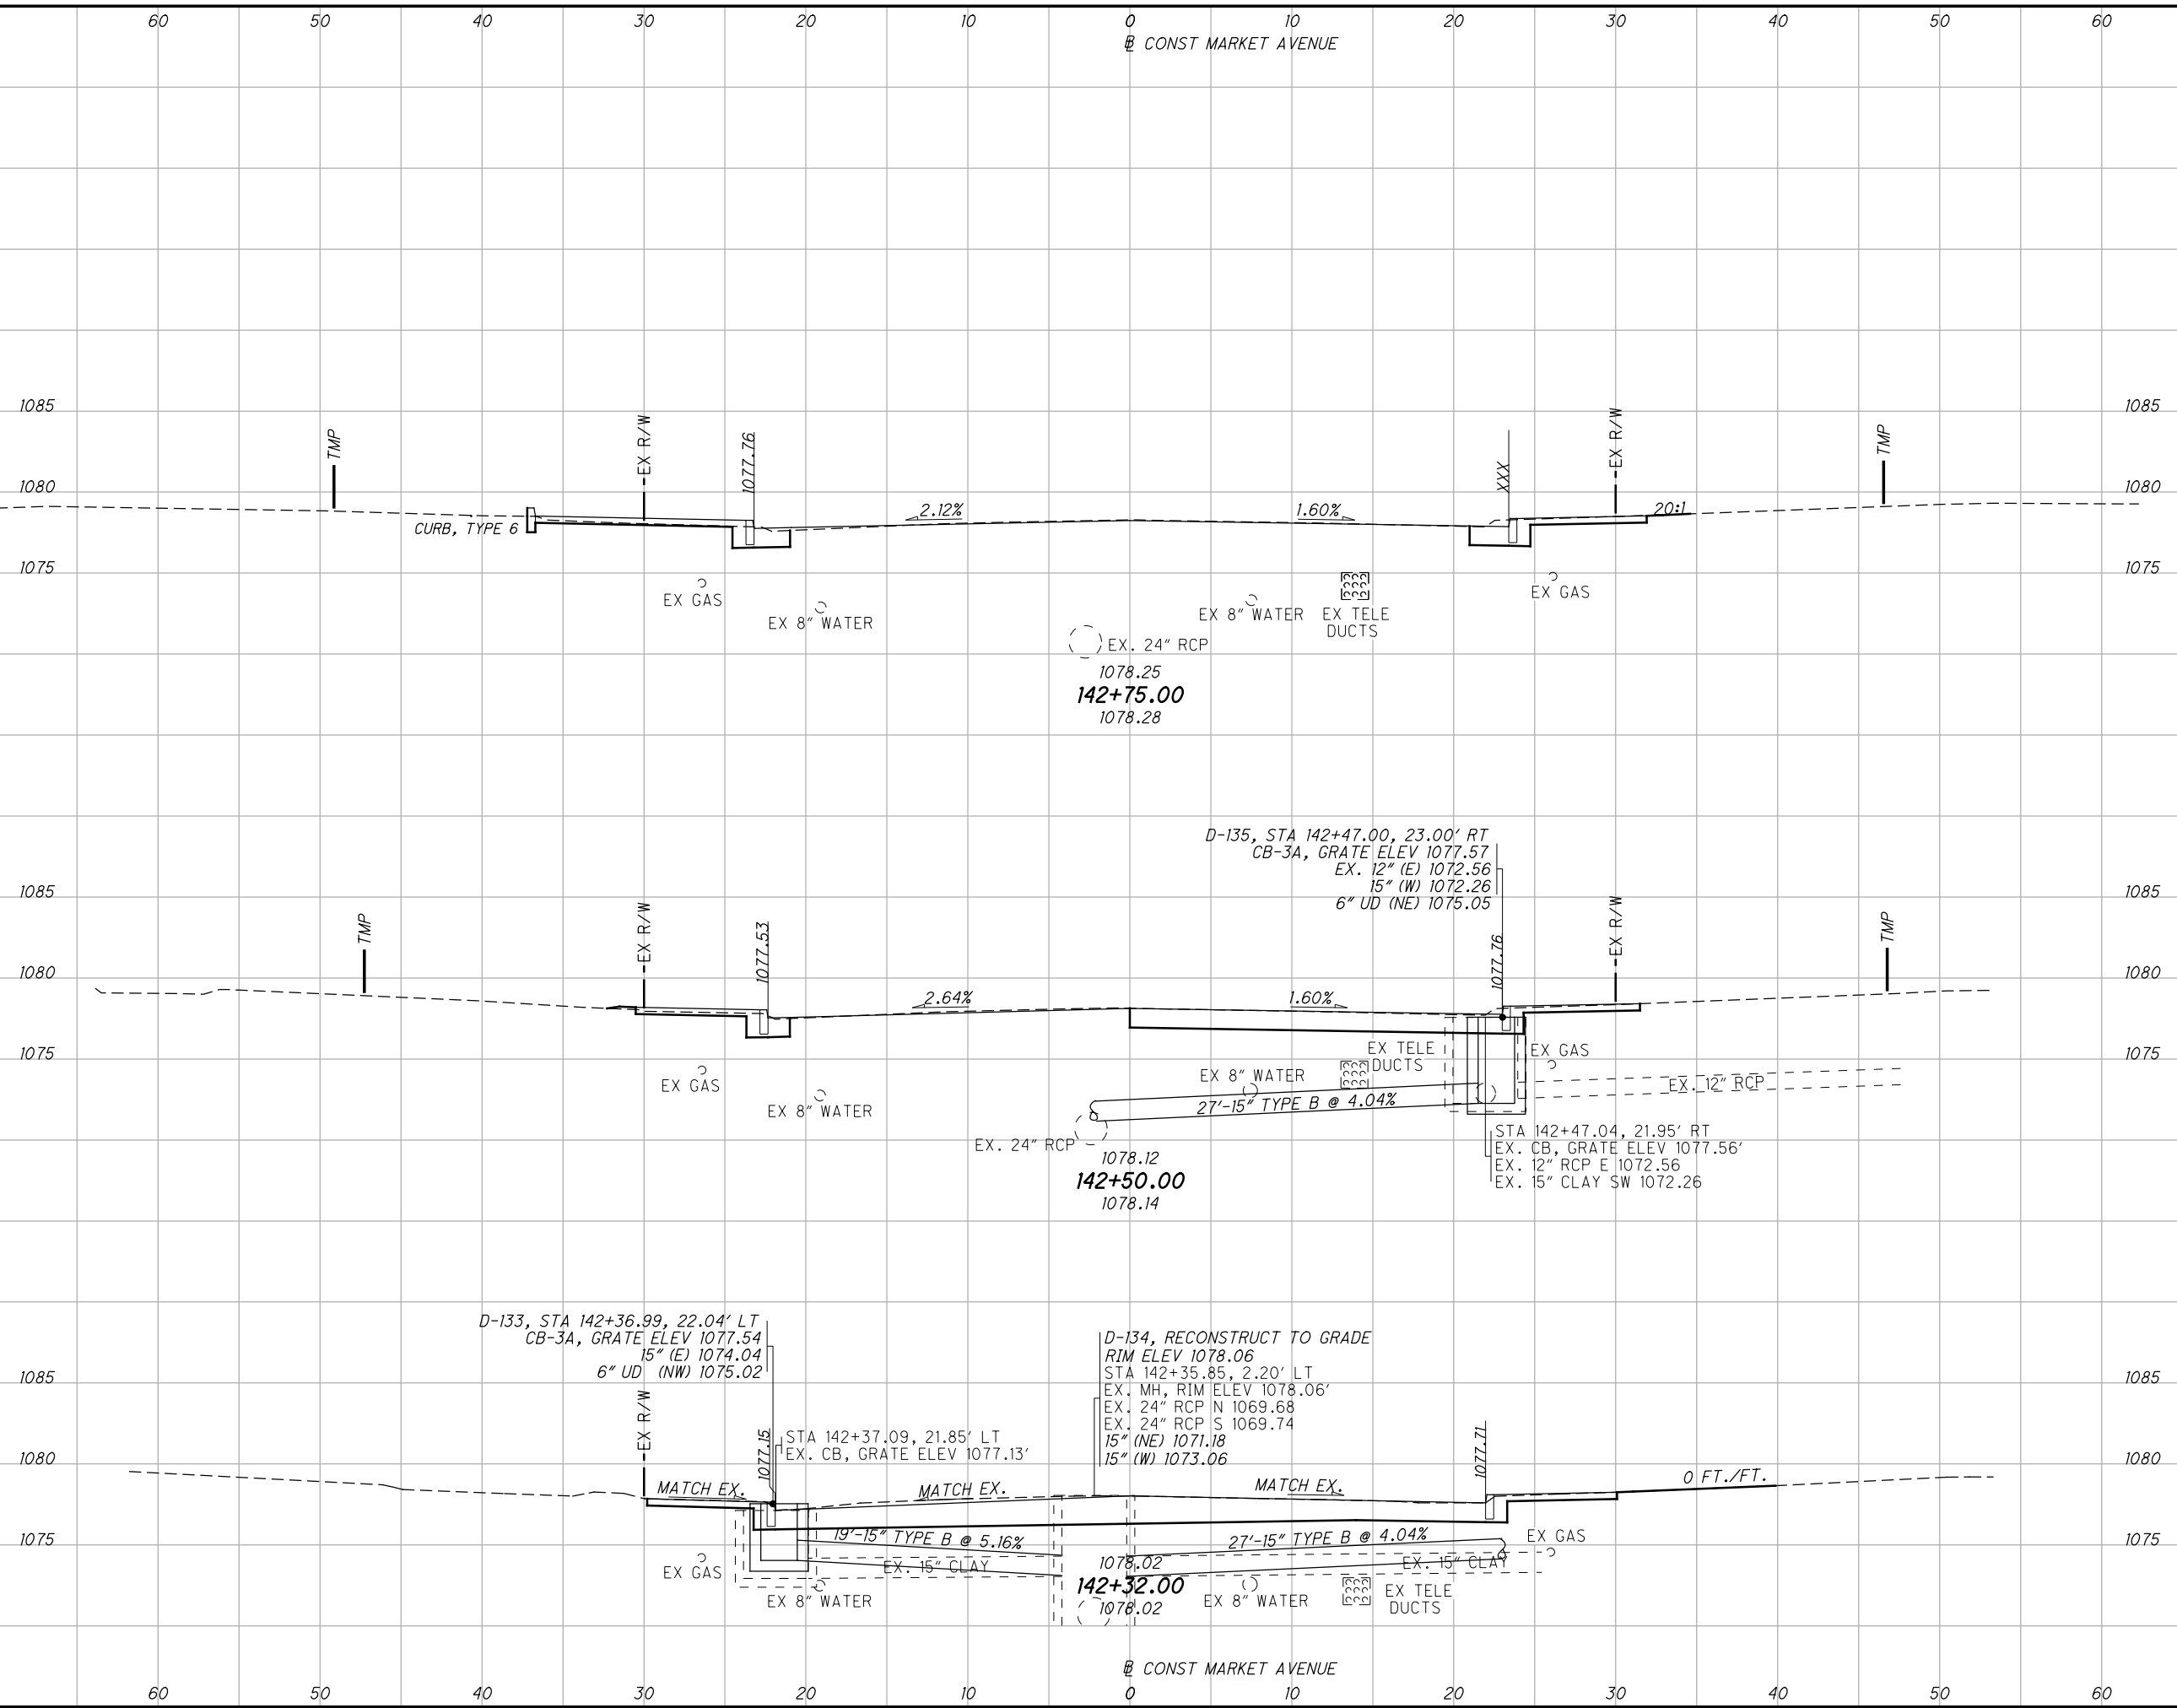 60 50 40 30 20 10 0 10 20 30 40 50 60
℄ CONST MARKET AVENUE
1085 1085
TMP
EX R/W
1077.76
XXX
EX R/W
TMP
1080 1080
2.12%
1.60%
20:1
CURB, TYPE 6
1075 1075
EX GAS
EX 8" WATER
EX 8" WATER
EX TELE
DUCTS
EX GAS
EX. 24" RCP
1078.25
142+75.00
1078.28
D-135, STA 142+47.00, 23.00' RT
CB-3A, GRATE ELEV 1077.57
EX. 12" (E) 1072.56
15" (W) 1072.26
6" UD (NE) 1075.05
1085 1085
TMP
EX R/W
1077.53
1077.76
EX R/W
TMP
1080 1080
2.64%
1.60%
1075 1075
EX TELE
DUCTS
EX GAS
EX GAS
EX 8" WATER
EX 8" WATER
27'-15" TYPE B @ 4.04%
EX. 12" RCP
EX. 24" RCP
STA 142+47.04, 21.95' RT
EX. CB, GRATE ELEV 1077.56'
EX. 12" RCP E 1072.56
EX. 15" CLAY SW 1072.26
1078.12
142+50.00
1078.14
D-133, STA 142+36.99, 22.04' LT
CB-3A, GRATE ELEV 1077.54
15" (E) 1074.04
6" UD (NW) 1075.02
D-134, RECONSTRUCT TO GRADE
RIM ELEV 1078.06
STA 142+35.85, 2.20' LT
EX. MH, RIM ELEV 1078.06'
EX. 24" RCP N 1069.68
EX. 24" RCP S 1069.74
15" (NE) 1071.18
15" (W) 1073.06
1085 1085
EX R/W
1077.15
STA 142+37.09, 21.85' LT
EX. CB, GRATE ELEV 1077.13'
1077.71
1080 1080
MATCH EX.
MATCH EX.
MATCH EX.
0 FT./FT.
1075 1075
19'-15" TYPE B @ 5.16%
27'-15" TYPE B @ 4.04%
EX GAS
EX GAS
EX. 15" CLAY
EX. 15" CLAY
EX 8" WATER
EX 8" WATER
EX TELE
DUCTS
1078.02
142+32.00
1078.02
℄ CONST MARKET AVENUE
60 50 40 30 20 10 0 10 20 30 40 50 60